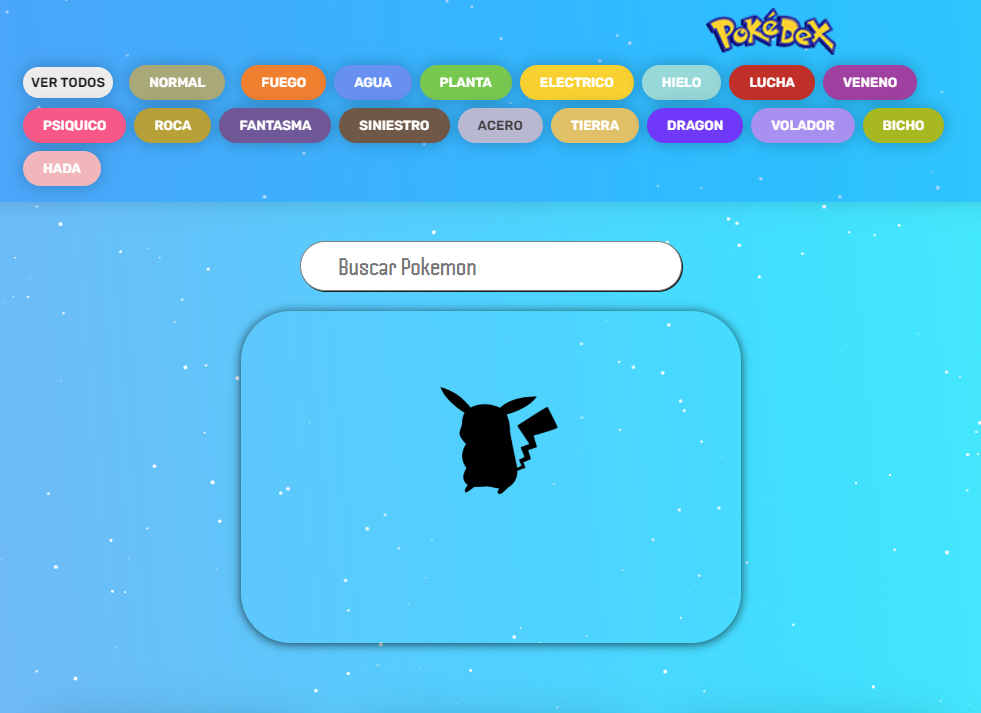 PokéDex
VER TODOS NORMAL FUEGO AGUA PLANTA ELECTRICO HIELO LUCHA VENENO
PSIQUICO ROCA FANTASMA SINIESTRO ACERO TIERRA DRAGON VOLADOR BICHO
HADA
Buscar Pokemon